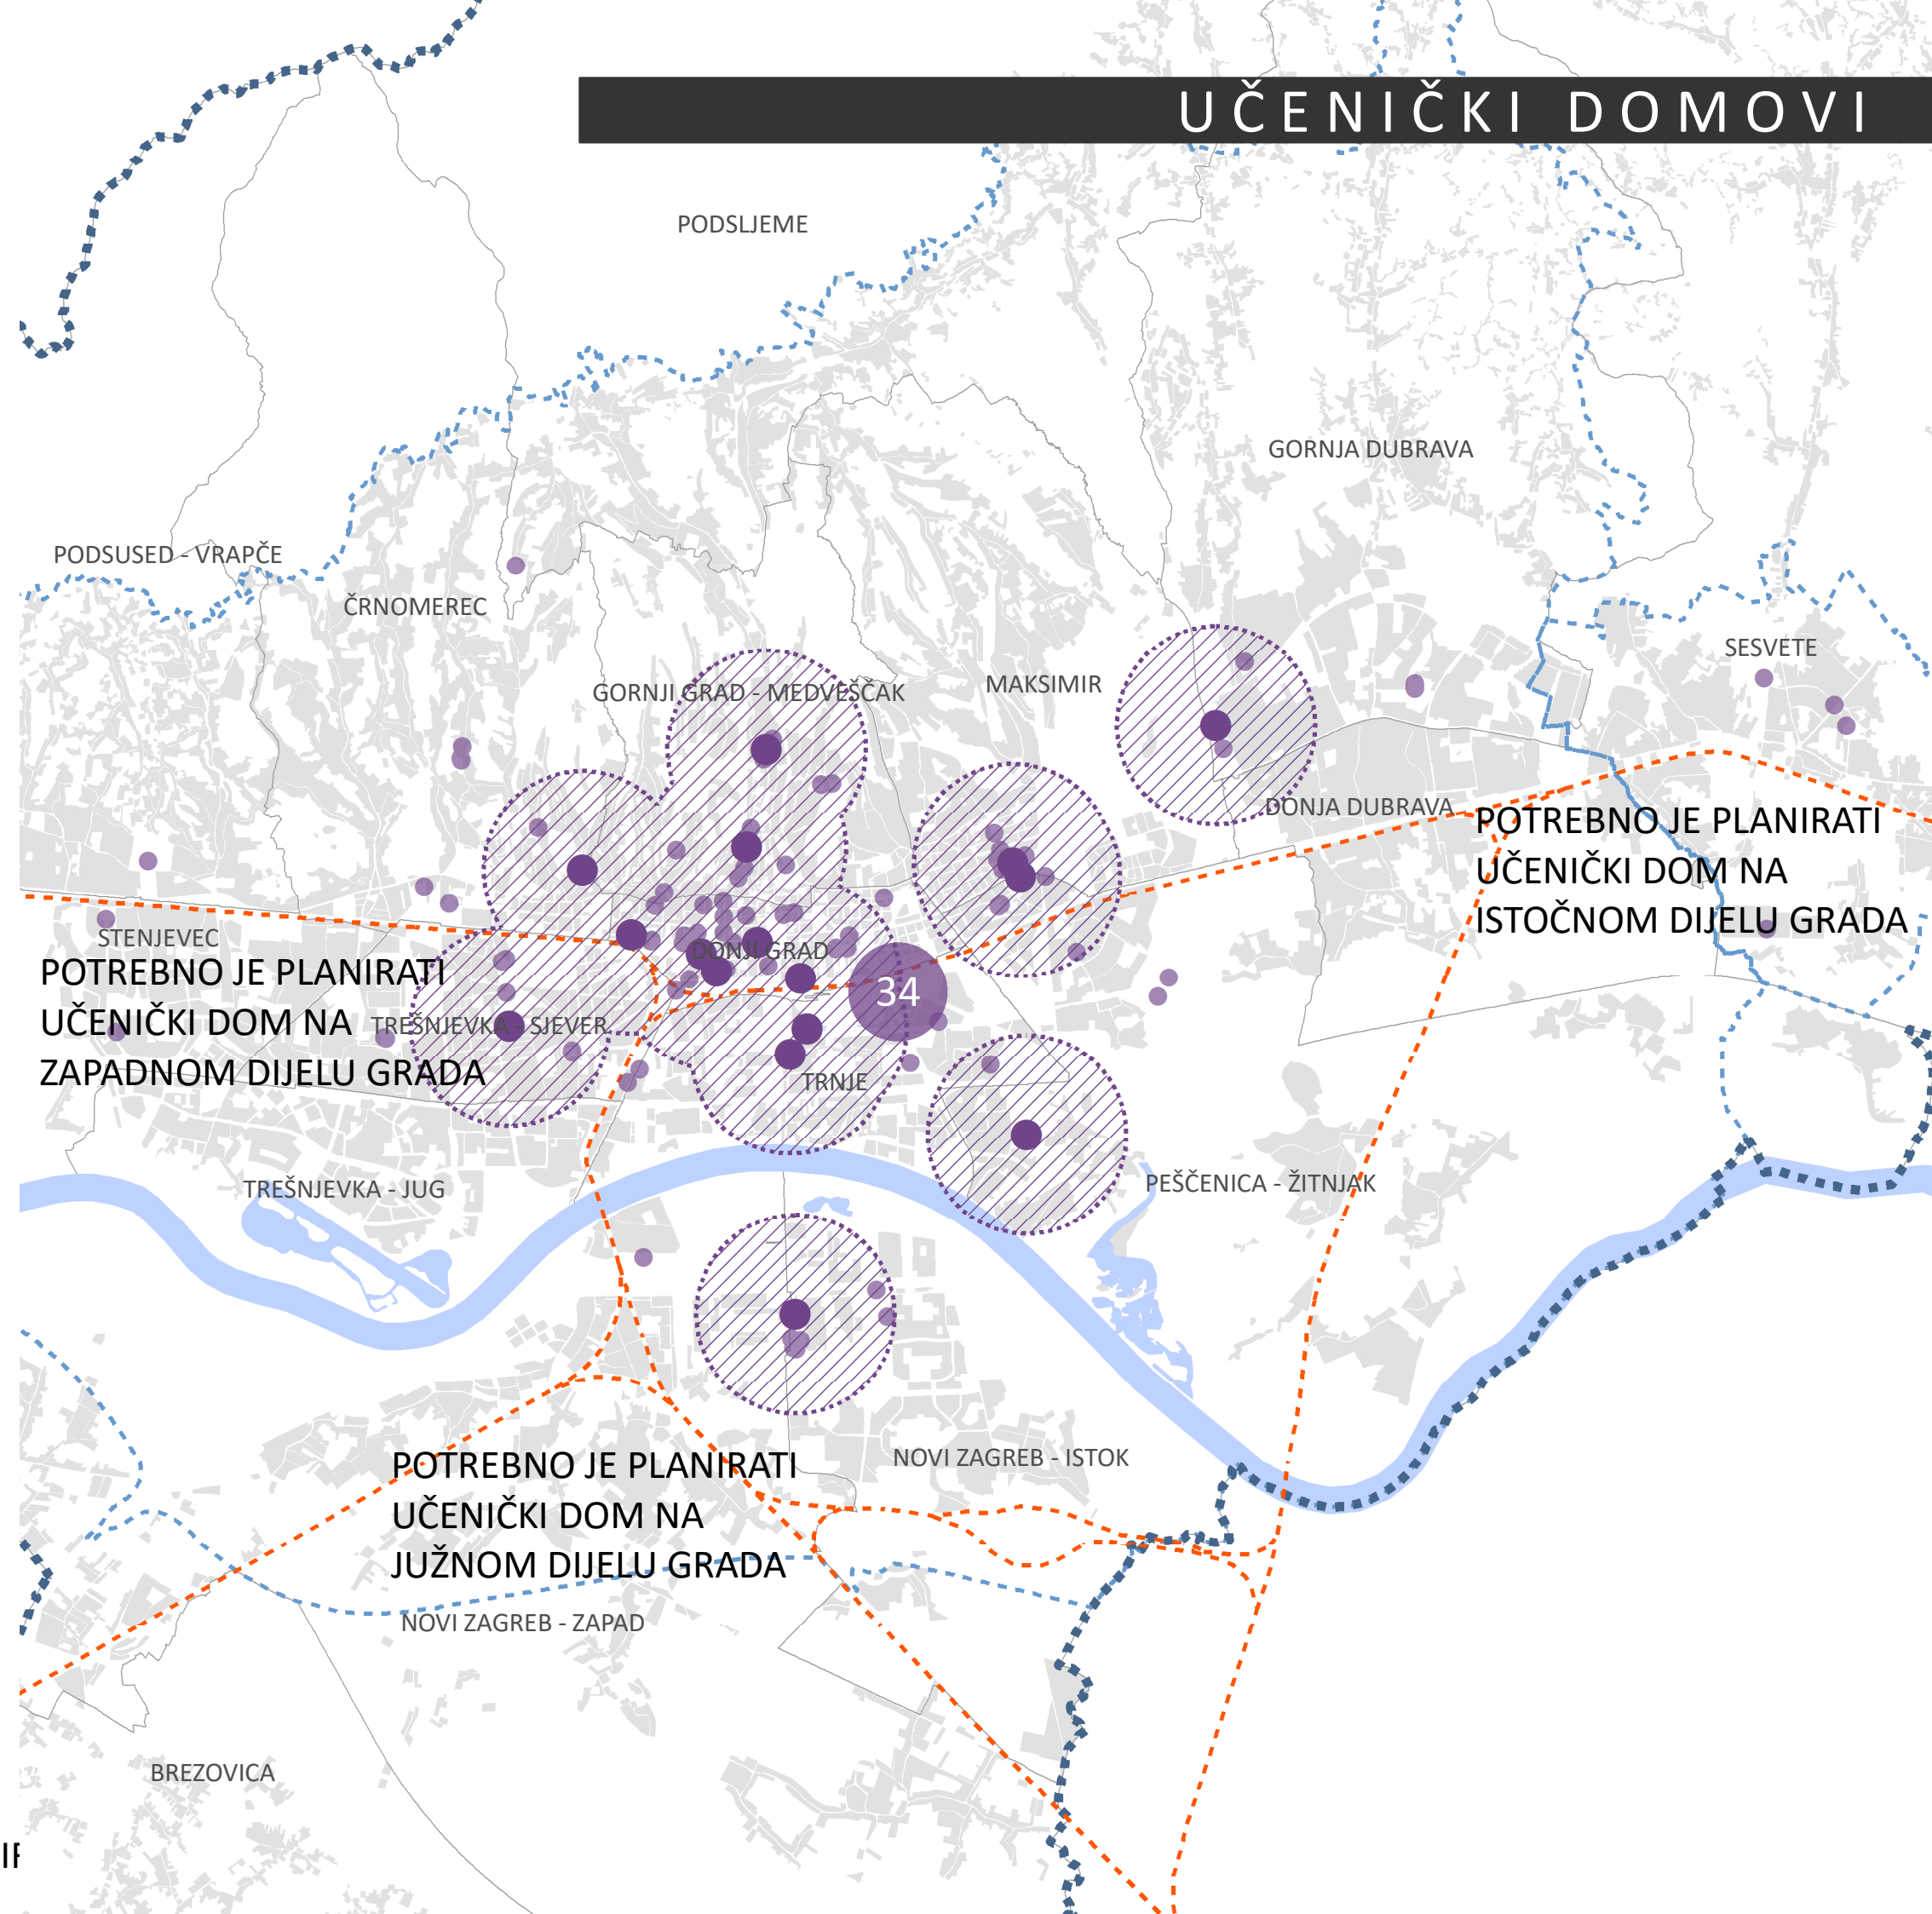 UČENIČKI DOMOVI
PODSLJEME
GORNJA DUBRAVA
PODSUSED - VRAPČE
ČRNOMEREC
SESVETE
GORNJI GRAD - MEDVEŠČAK
MAKSIMIR
DONJA DUBRAVA
POTREBNO JE PLANIRATI
UČENIČKI DOM NA
ISTOČNOM DIJELU GRADA
STENJEVEC
DONJI GRAD
POTREBNO JE PLANIRATI
UČENIČKI DOM NA
ZAPADNOM DIJELU GRADA
34
TREŠNJEVKA - SJEVER
TRNJE
TREŠNJEVKA - JUG
PEŠČENICA - ŽITNJAK
POTREBNO JE PLANIRATI
UČENIČKI DOM NA
JUŽNOM DIJELU GRADA
NOVI ZAGREB - ISTOK
NOVI ZAGREB - ZAPAD
BREZOVICA